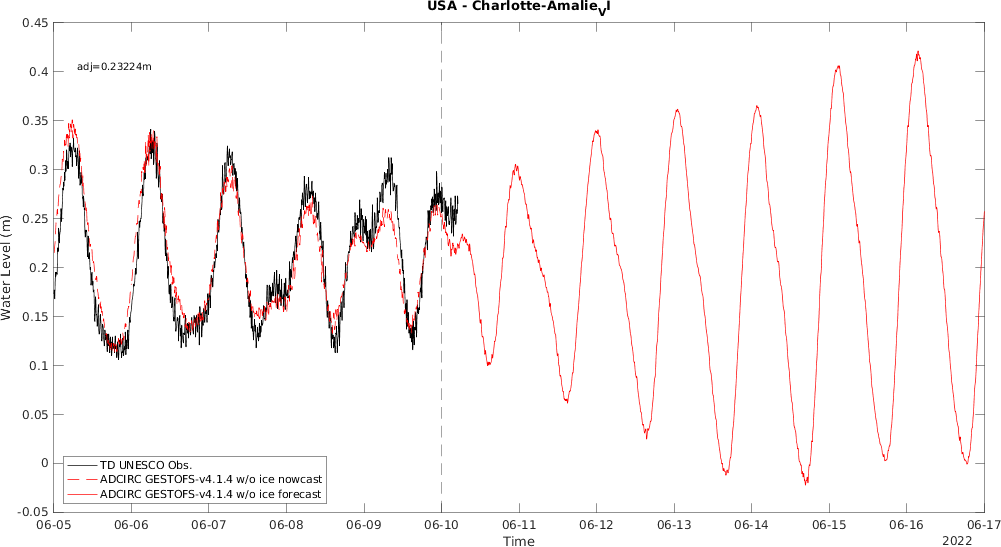 USA - Charlotte-Amalie_VI
0.45
0.4
0.35
0.3
0.25
0.2
0.15
0.1
0.05
0
-0.05
Water Level (m)
adj=0.23224m
TD UNESCO Obs.
ADCIRC GESTOFS-v4.1.4 w/o ice nowcast
ADCIRC GESTOFS-v4.1.4 w/o ice forecast
06-05 06-06 06-07 06-08 06-09 06-10 06-11 06-12 06-13 06-14 06-15 06-16 06-17
Time
2022